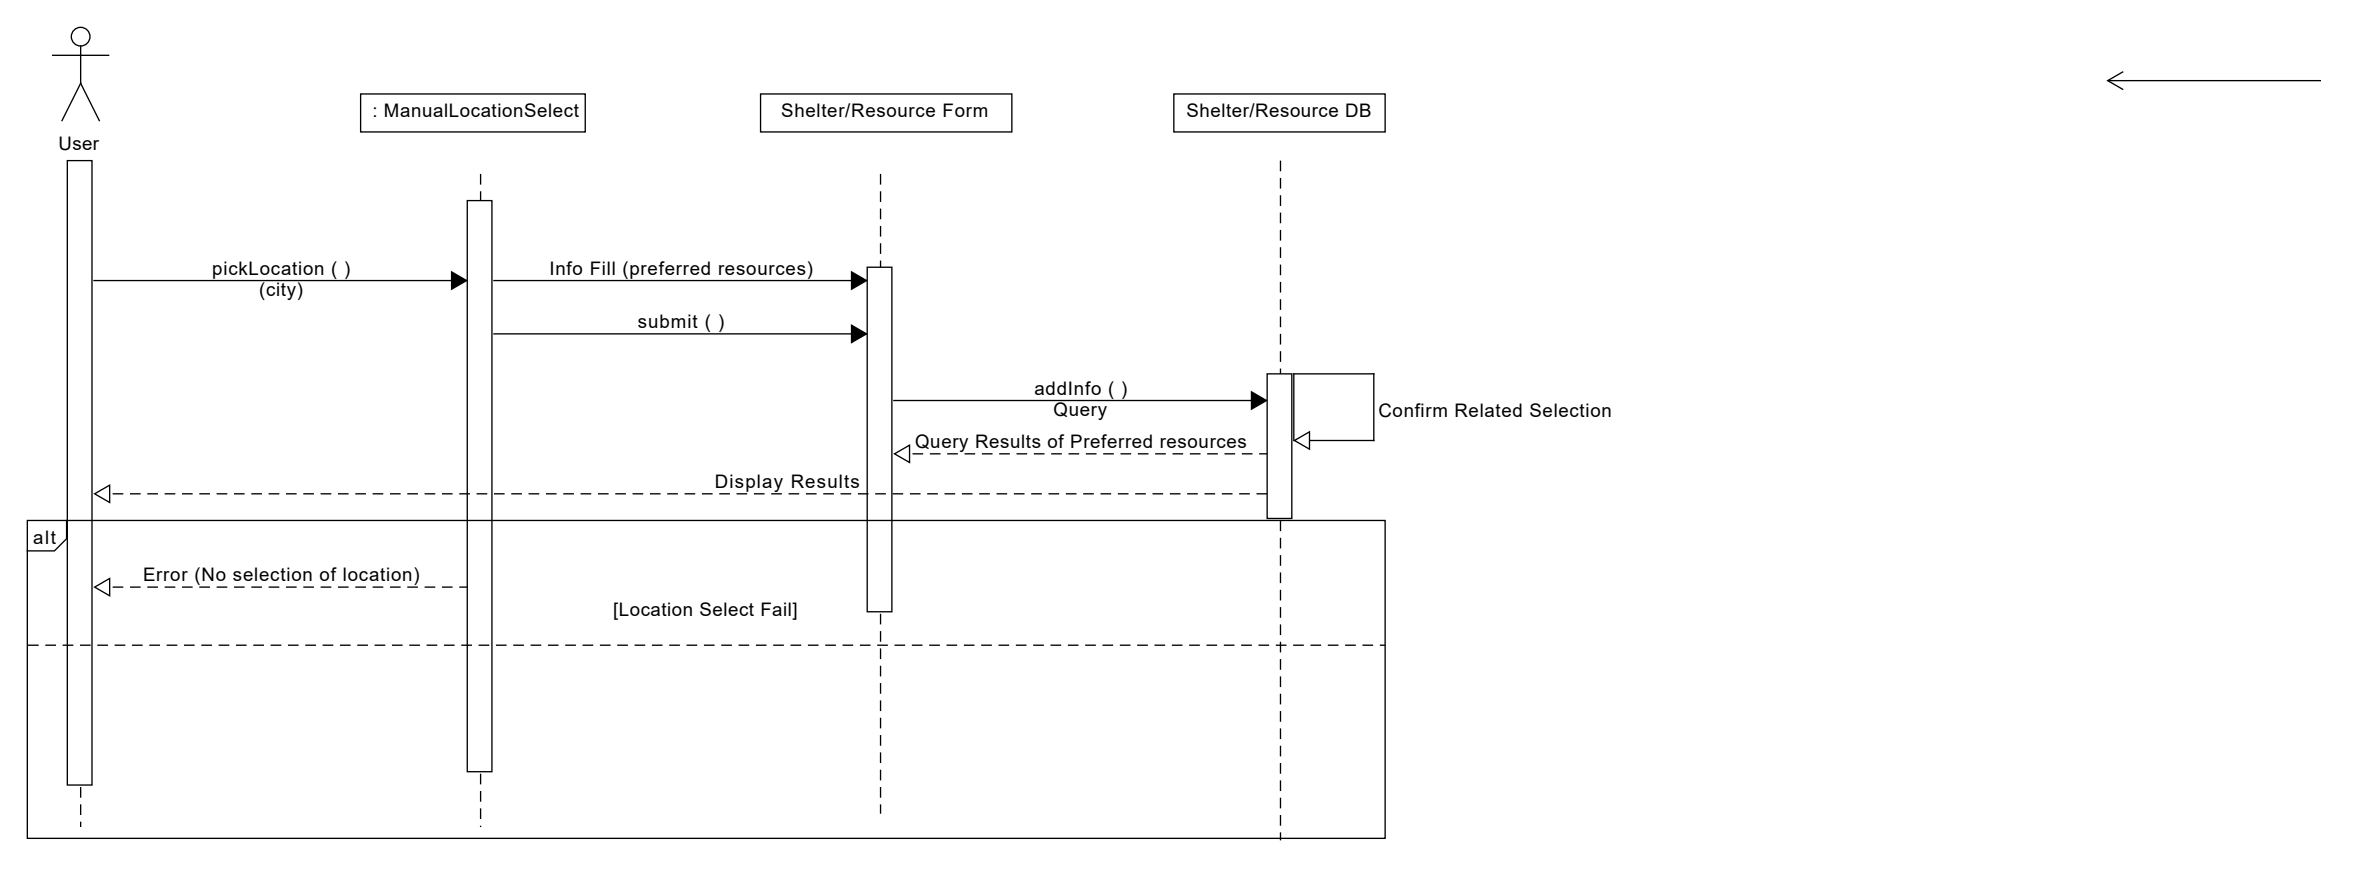 User
: ManualLocationSelect
Shelter/Resource Form
Shelter/Resource DB
pickLocation ( )
(city)
Info Fill (preferred resources)
submit ( )
addInfo ( )
Query
Confirm Related Selection
Query Results of Preferred resources
Display Results
alt
Error (No selection of location)
[Location Select Fail]